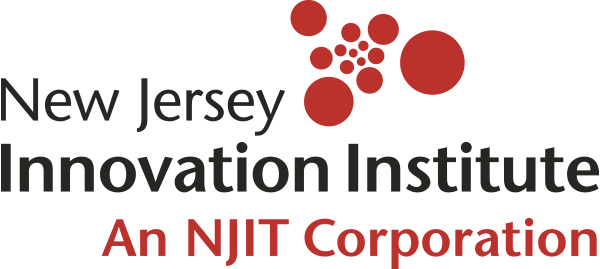 New Jersey
Innovation Institute
An NJIT Corporation